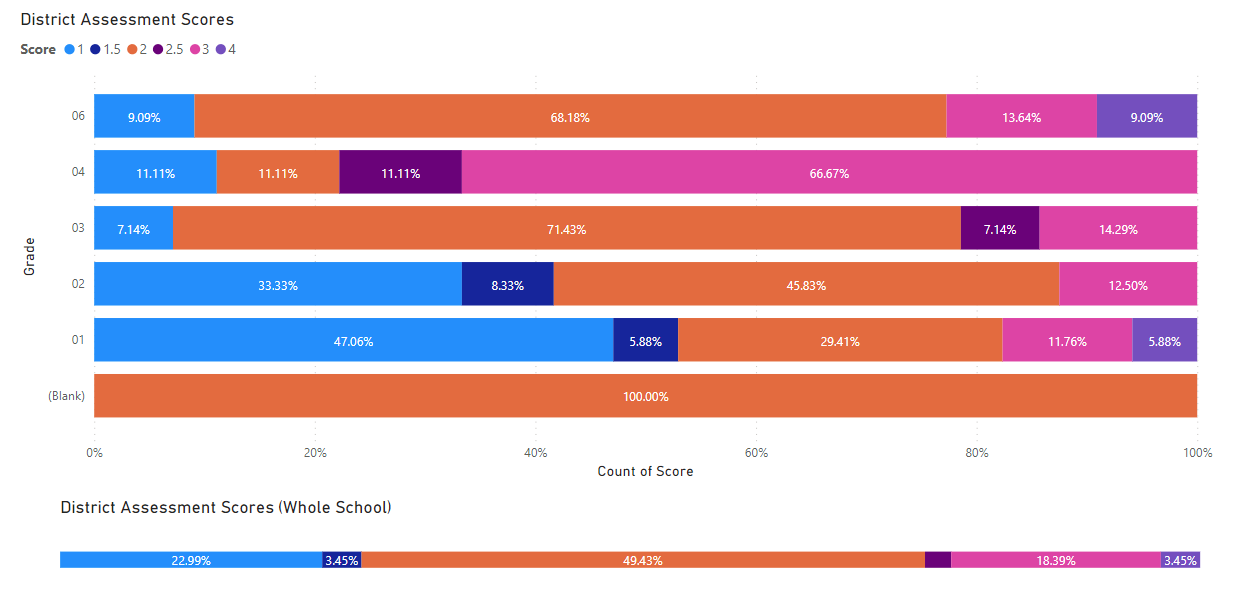 District Assessment Scores
Score 1 1.5 2 2.5 3 4
06 9.09% 68.18% 13.64% 9.09%
04 11.11% 11.11% 11.11% 66.67%
03 7.14% 71.43% 7.14% 14.29%
Grade
02 33.33% 8.33% 45.83% 12.50%
01 47.06% 5.88% 29.41% 11.76% 5.88%
(Blank) 100.00%
0% 20% 40% 60% 80% 100%
Count of Score
District Assessment Scores (Whole School)
22.99% 3.45% 49.43% 18.39% 3.45%